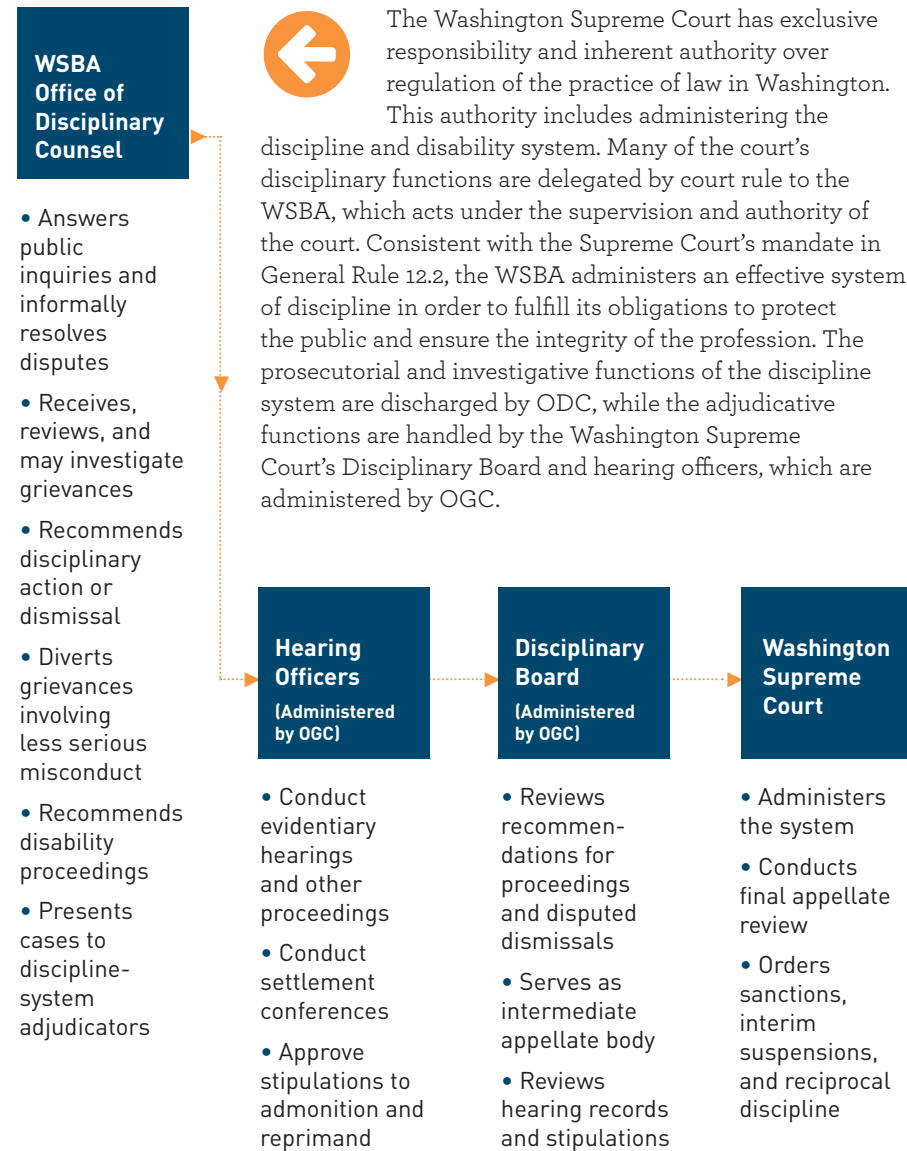 WSBA
Office of
Disciplinary
Counsel
• Answers
public
inquiries and
informally
resolves
disputes
• Receives,
reviews, and
may investigate
grievances
• Recommends
disciplinary
action or
dismissal
• Diverts
grievances
involving
less serious
misconduct
• Recommends
disability
proceedings
• Presents
cases to
discipline-
system
adjudicators
The Washington Supreme Court has exclusive
responsibility and inherent authority over
regulation of the practice of law in Washington.
This authority includes administering the
discipline and disability system. Many of the court’s
disciplinary functions are delegated by court rule to the
WSBA, which acts under the supervision and authority of
the court. Consistent with the Supreme Court’s mandate in
General Rule 12.2, the WSBA administers an effective system
of discipline in order to fulfill its obligations to protect
the public and ensure the integrity of the profession. The
prosecutorial and investigative functions of the discipline
system are discharged by ODC, while the adjudicative
functions are handled by the Washington Supreme
Court’s Disciplinary Board and hearing officers, which are
administered by OGC.
Hearing
Officers
(Administered
by OGC)
• Conduct
evidentiary
hearings
and other
proceedings
• Conduct
settlement
conferences
• Approve
stipulations to
admonition and
reprimand
Disciplinary
Board
(Administered
by OGC)
• Reviews
recommen-
dations for
proceedings
and disputed
dismissals
• Serves as
intermediate
appellate body
• Reviews
hearing records
and stipulations
Washington
Supreme
Court
• Administers
the system
• Conducts
final appellate
review
• Orders
sanctions,
interim
suspensions,
and reciprocal
discipline